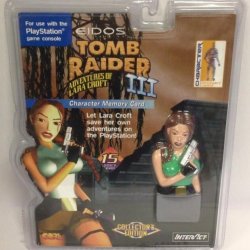 For use with the
PlayStation
game console
EIDOS
TOMB
RAIDER
III
ADVENTURES OF
LARA CROFT
Character Memory Card
Let Lara Croft
save her own
adventures on the
PlayStation!
15
COLLECTOR'S
EDITION
INTERACT